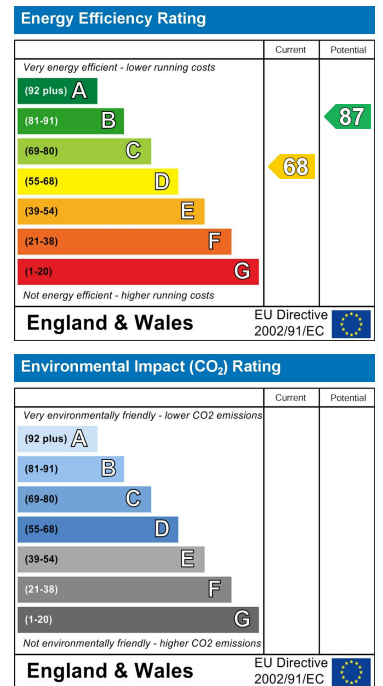 Energy Efficiency Rating
Current Potential
Very energy efficient - lower running costs
(92 plus) A
(81-91) B
87
(69-80) C
68
(55-68) D
(39-54) E
(21-38) F
(1-20) G
Not energy efficient - higher running costs
England & Wales
EU Directive
2002/91/EC
Environmental Impact (CO₂) Rating
Current Potential
Very environmentally friendly - lower CO2 emissions
(92 plus) A
(81-91) B
(69-80) C
(55-68) D
(39-54) E
(21-38) F
(1-20) G
Not environmentally friendly - higher CO2 emissions
England & Wales
EU Directive
2002/91/EC